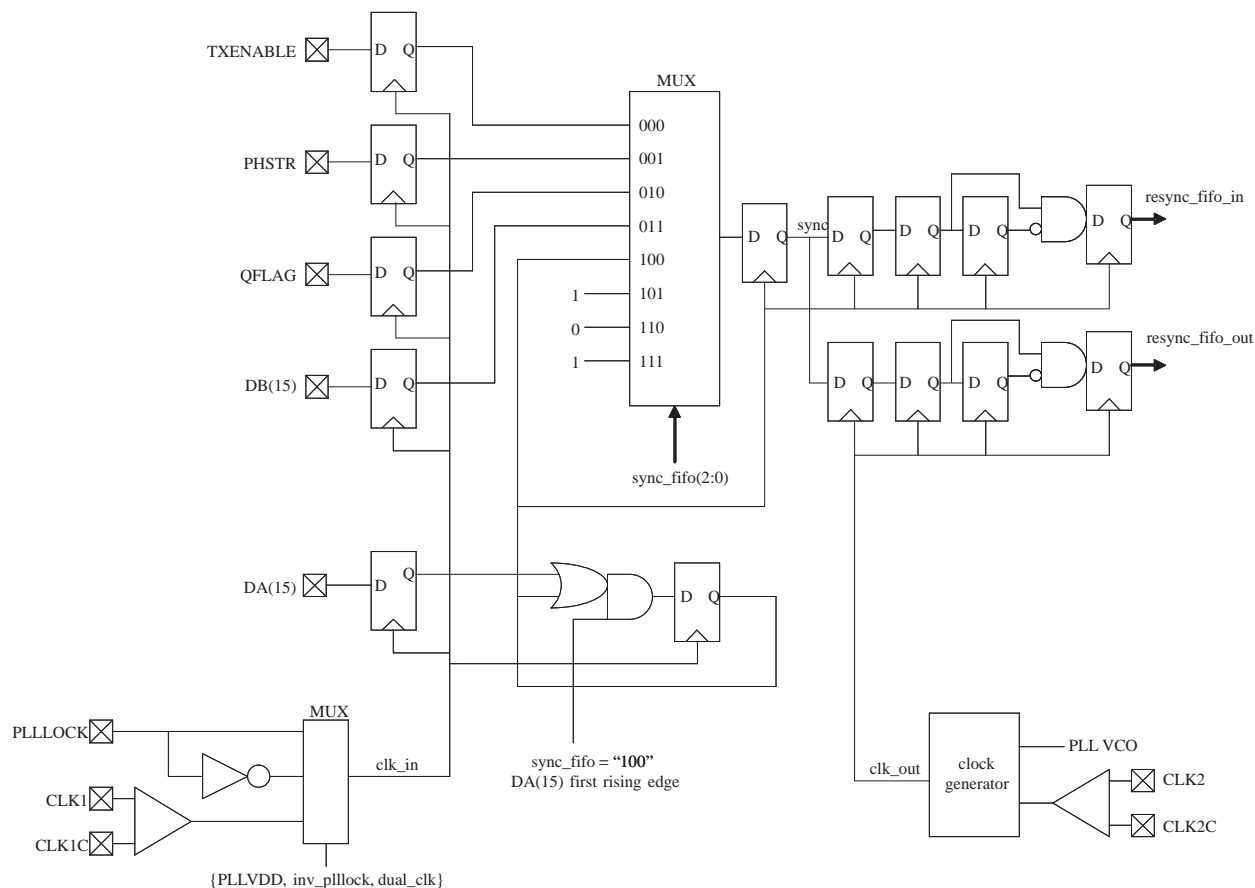 TXENABLE
D Q
MUX
000
PHSTR
D Q
001
010
011
100
1
101
0
110
1
111
QFLAG
D Q
DB(15)
D Q
sync_fifo(2:0)
D Q
sync
D
D
D Q
D Q
resync_fifo_in
D Q
D Q
D Q
D Q
resync_fifo_out
DA(15)
D Q
D Q
sync_fifo = “100”
DA(15) first rising edge
PLLLOCK
MUX
clk_in
CLK1
CLK1C
{PLLVDD, inv_plllock, dual_clk}
clk_out
clock
generator
PLL VCO
CLK2
CLK2C